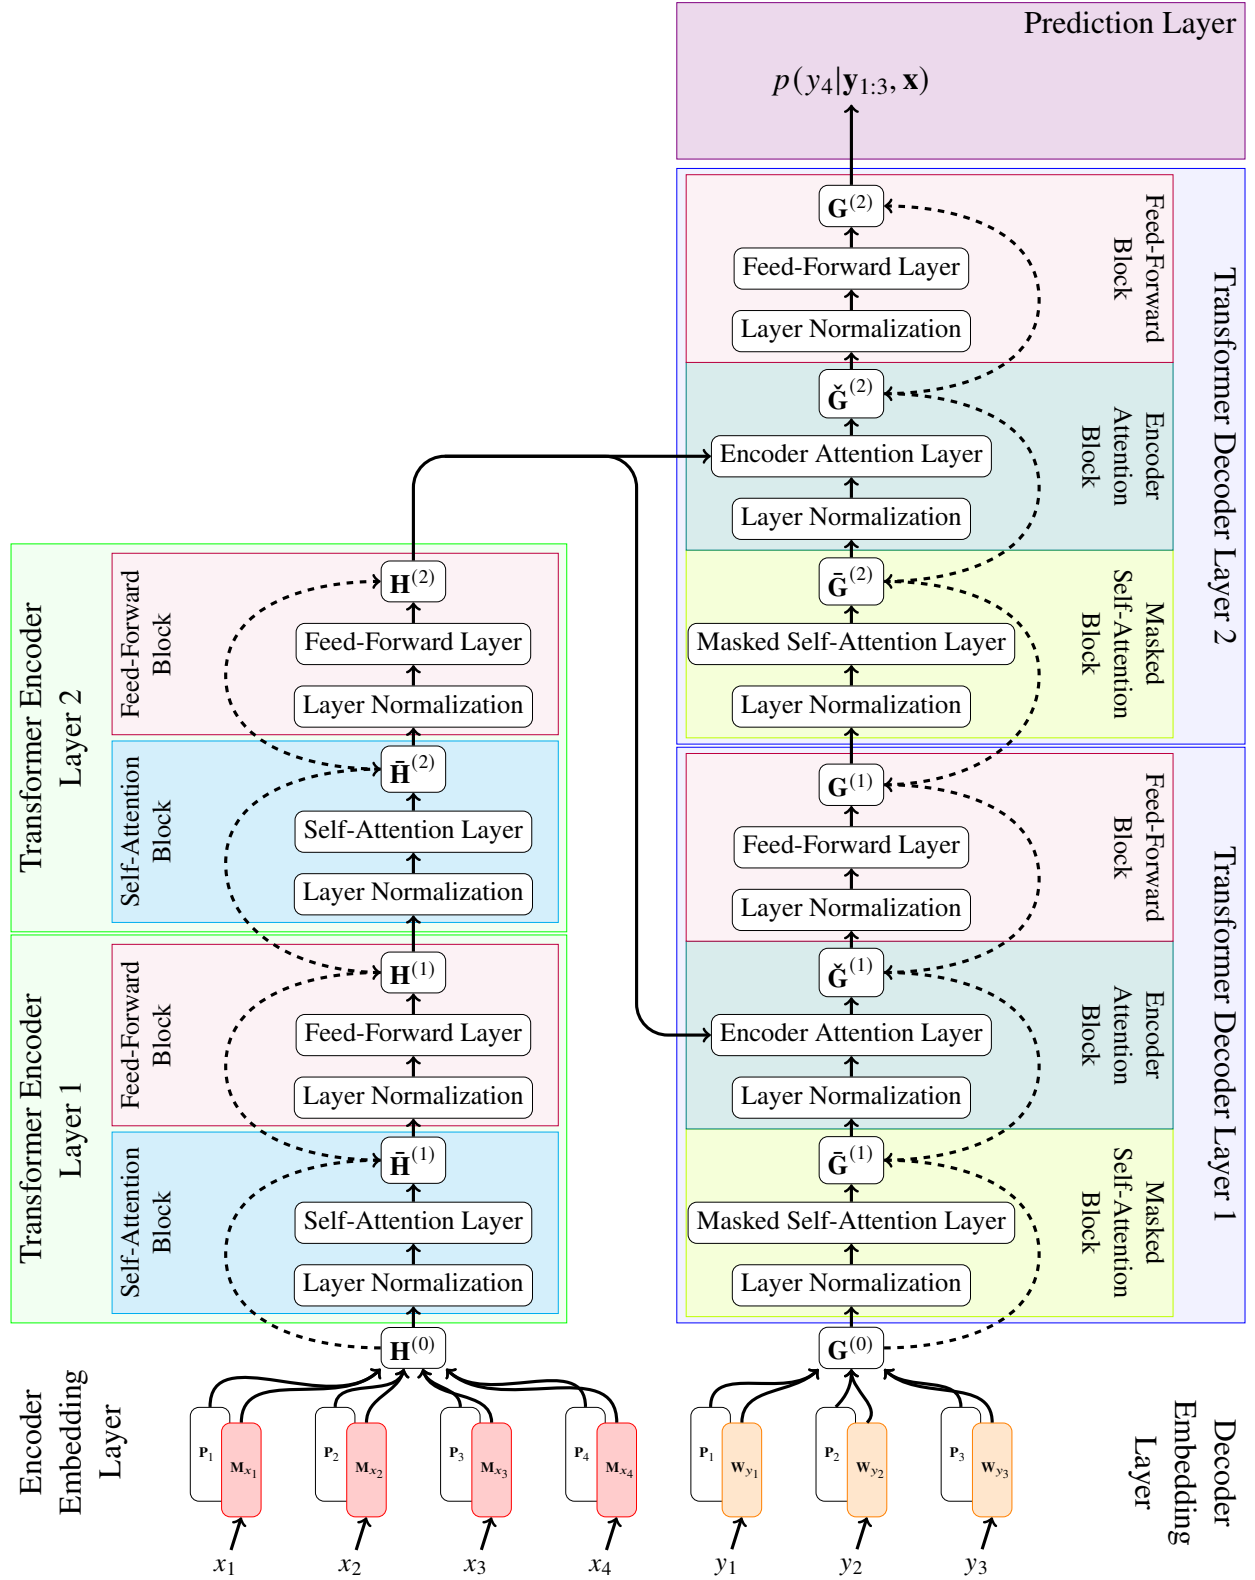 Prediction Layer
p(y₄|𝐲₁:₃, 𝐱)
G⁽²⁾
Feed-Forward Layer
Layer Normalization
Feed-Forward
Block
Ǧ⁽²⁾
Encoder Attention Layer
Layer Normalization
Encoder
Attention
Block
Ḡ⁽²⁾
Masked Self-Attention Layer
Layer Normalization
Masked
Self-Attention
Block
Transformer Decoder Layer 2
G⁽¹⁾
Feed-Forward Layer
Layer Normalization
Feed-Forward
Block
Ǧ⁽¹⁾
Encoder Attention Layer
Layer Normalization
Encoder
Attention
Block
Ḡ⁽¹⁾
Masked Self-Attention Layer
Layer Normalization
Masked
Self-Attention
Block
Transformer Decoder Layer 1
Transformer Encoder
Layer 2
Feed-Forward
Block
H⁽²⁾
Feed-Forward Layer
Layer Normalization
Self-Attention
Block
H̄⁽²⁾
Self-Attention Layer
Layer Normalization
Transformer Encoder
Layer 1
Feed-Forward
Block
H⁽¹⁾
Feed-Forward Layer
Layer Normalization
Self-Attention
Block
H̄⁽¹⁾
Self-Attention Layer
Layer Normalization
Encoder
Embedding
Layer
H⁽⁰⁾
P₁
M_x₁
P₂
M_x₂
P₃
M_x₃
P₄
M_x₄
x₁
x₂
x₃
x₄
G⁽⁰⁾
P₁
W_y₁
P₂
W_y₂
P₃
W_y₃
y₁
y₂
y₃
Decoder
Embedding
Layer